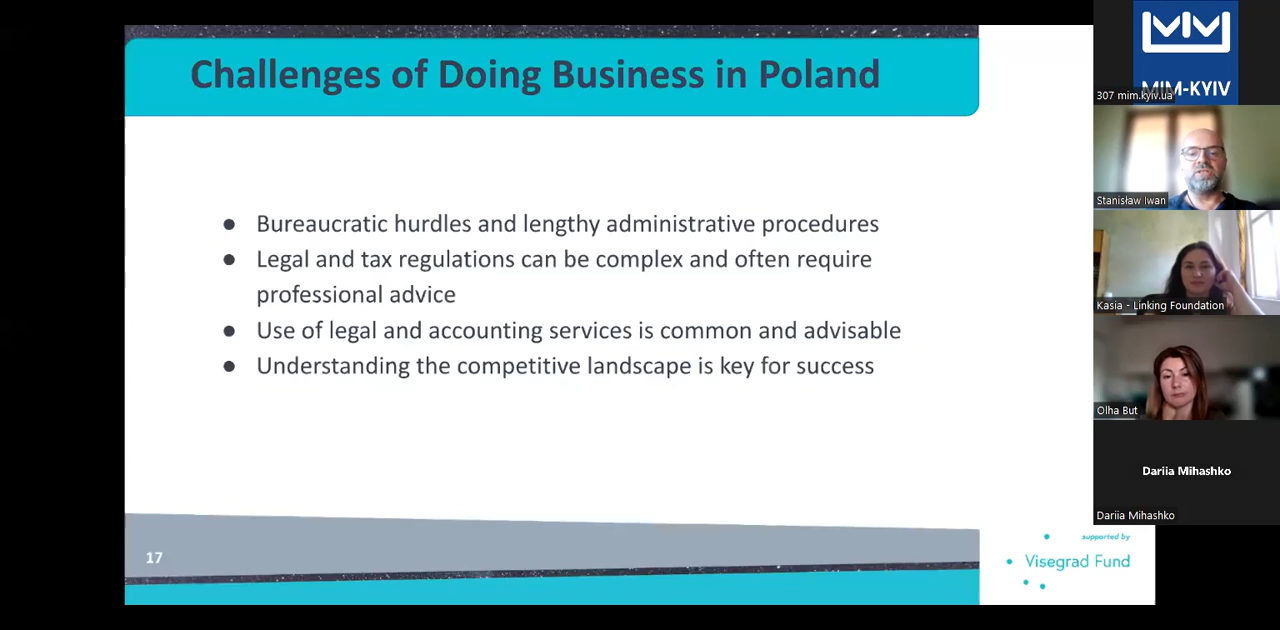 Challenges of Doing Business in Poland
● Bureaucratic hurdles and lengthy administrative procedures
● Legal and tax regulations can be complex and often require
professional advice
● Use of legal and accounting services is common and advisable
● Understanding the competitive landscape is key for success
17
supported by
Visegrad Fund
MIM-KYIV
307 mim.kyiv.ua
Stanisław Iwan
Kasia - Linking Foundation
Olha But
Dariia Mihashko
Dariia Mihashko